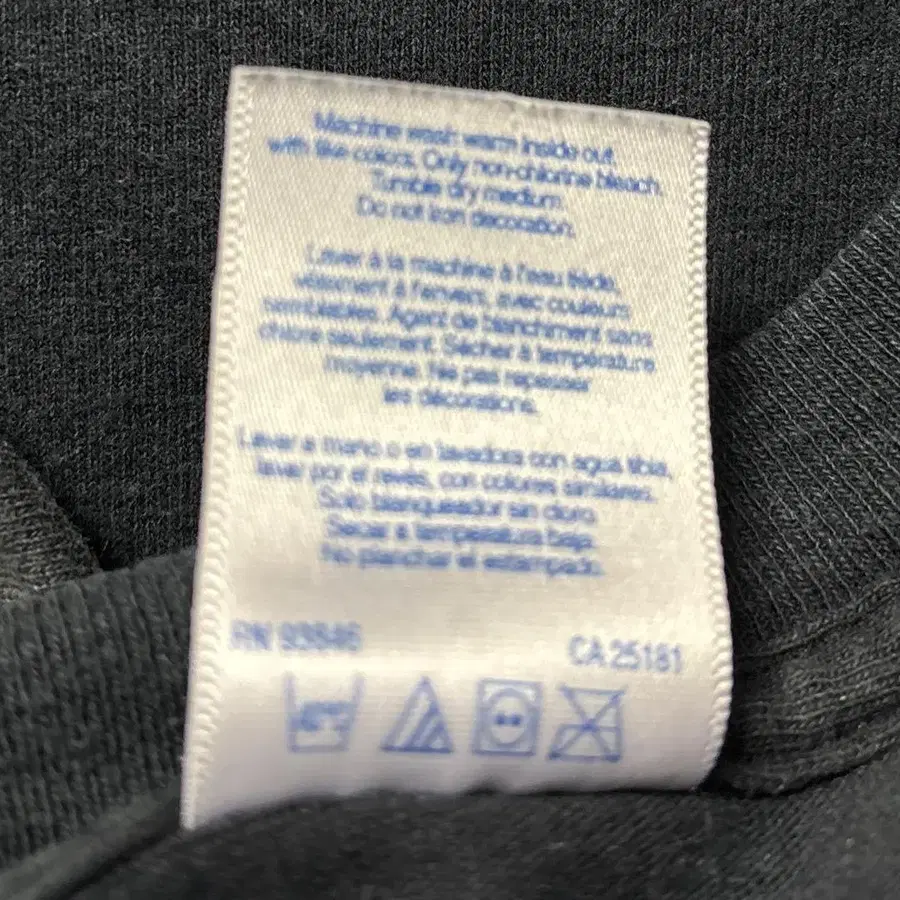 Machine wash warm inside out,
with like colors. Only non-chlorine bleach.
Tumble dry medium.
Do not iron decoration.
Laver à la machine à l'eau tiède,
vêtement à l'envers, avec couleurs
semblables. Agent de blanchiment sans
chlore seulement. Sécher à température
moyenne. Ne pas repasser
les décorations.
Lavar a mano o en lavadora con agua tibia,
lavar por el revés, con colores similares.
Solo blanqueador sin cloro.
Secar a temperatura baja.
No planchar el estampado.
RN 93846 CA 25181